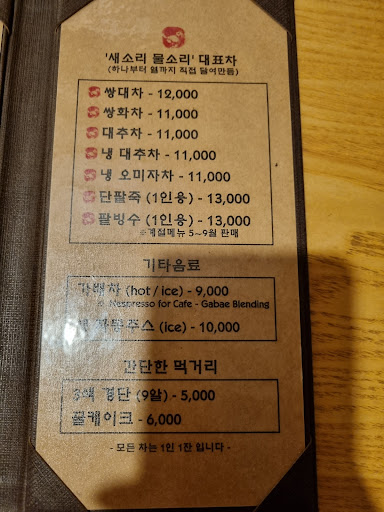 '새소리 물소리' 대표차
(하나부터 열까지 직접 달여만듬)
쌍대차 - 12,000
쌍화차 - 11,000
대추차 - 11,000
냉 대추차 - 11,000
냉 오미자차 - 11,000
단팥죽 (1인용) - 13,000
팥빙수 (1인용) - 13,000
※계절메뉴 5~9월 판매
기타음료
가배차 (hot / ice) - 9,000
Nespresso for Cafe - Gabae Blending
주스 (ice) - 10,000
간단한 먹거리
3색 경단 (9알) - 5,000
꿀케이크 - 6,000
- 모든 차는 1인 1잔 입니다 -